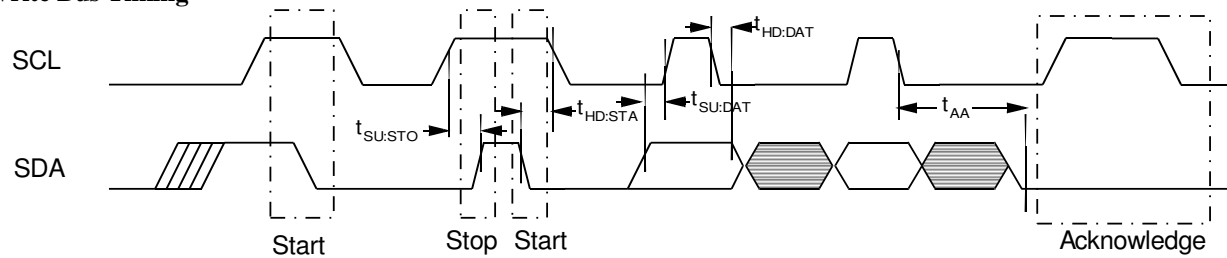 SCL
tHD:DAT
tSU:DAT
tHD:STA
tAA
tSU:STO
SDA
Start
Stop
Start
Acknowledge